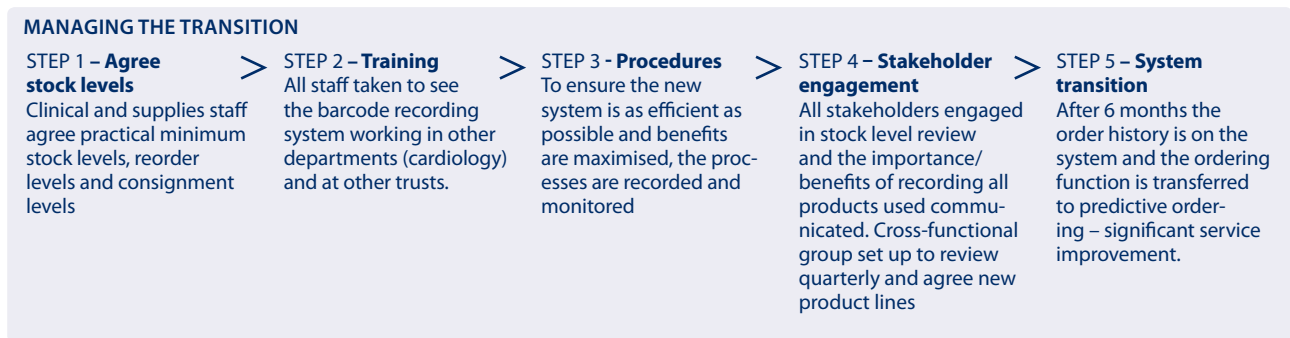 MANAGING THE TRANSITION
STEP 1 – Agree
stock levels
Clinical and supplies staff
agree practical minimum
stock levels, reorder
levels and consignment
levels
>
STEP 2 – Training
All staff taken to see
the barcode recording
system working in other
departments (cardiology)
and at other trusts.
>
STEP 3 - Procedures
To ensure the new
system is as efficient as
possible and benefits
are maximised, the proc-
esses are recorded and
monitored
>
STEP 4 – Stakeholder
engagement
All stakeholders engaged
in stock level review
and the importance/
benefits of recording all
products used commu-
nicated. Cross-functional
group set up to review
quarterly and agree new
product lines
>
STEP 5 – System
transition
After 6 months the
order history is on the
system and the ordering
function is transferred
to predictive order-
ing – significant service
improvement.